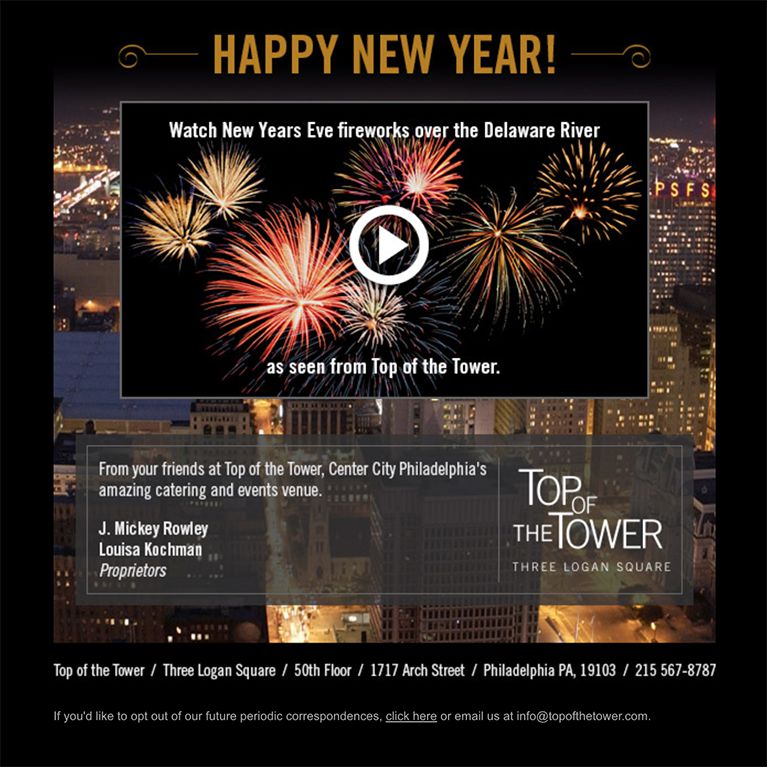 HAPPY NEW YEAR!
Watch New Years Eve fireworks over the Delaware River
as seen from Top of the Tower.
PSFS
From your friends at Top of the Tower, Center City Philadelphia's
amazing catering and events venue.
J. Mickey Rowley
Louisa Kochman
Proprietors
TOP OF
THE TOWER
THREE LOGAN SQUARE
Top of the Tower / Three Logan Square / 50th Floor / 1717 Arch Street / Philadelphia PA, 19103 / 215 567-8787
If you'd like to opt out of our future periodic correspondences, click here or email us at info@topofthetower.com.